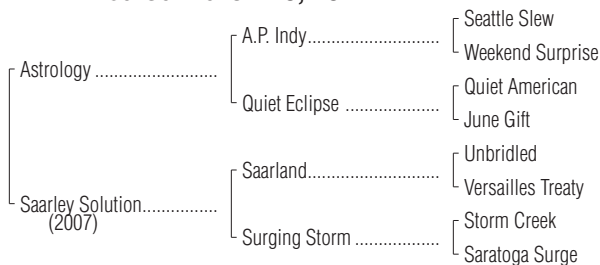 Seattle Slew
A.P. Indy
Weekend Surprise
Astrology
Quiet American
Quiet Eclipse
June Gift
Unbridled
Saarland
Versailles Treaty
Saarley Solution
(2007)
Storm Creek
Surging Storm
Saratoga Surge